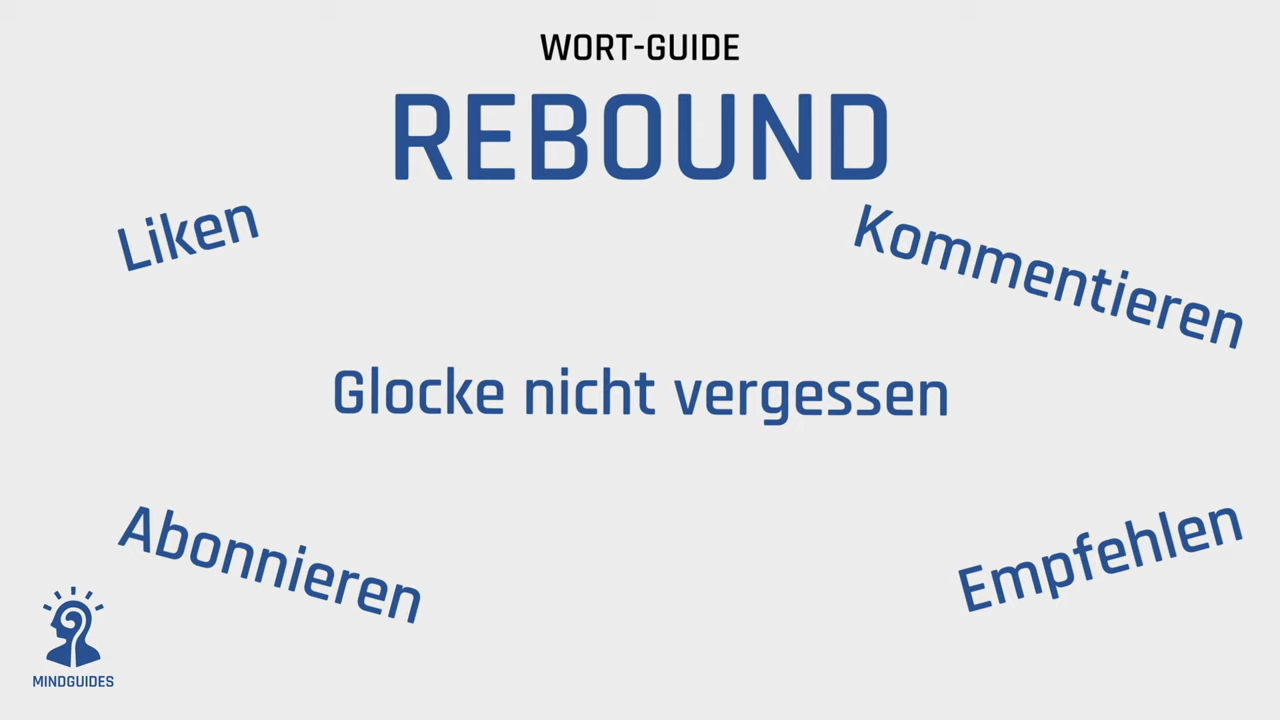 WORT-GUIDE
REBOUND
Liken
Kommentieren
Glocke nicht vergessen
Abonnieren
Empfehlen
MINDGUIDES